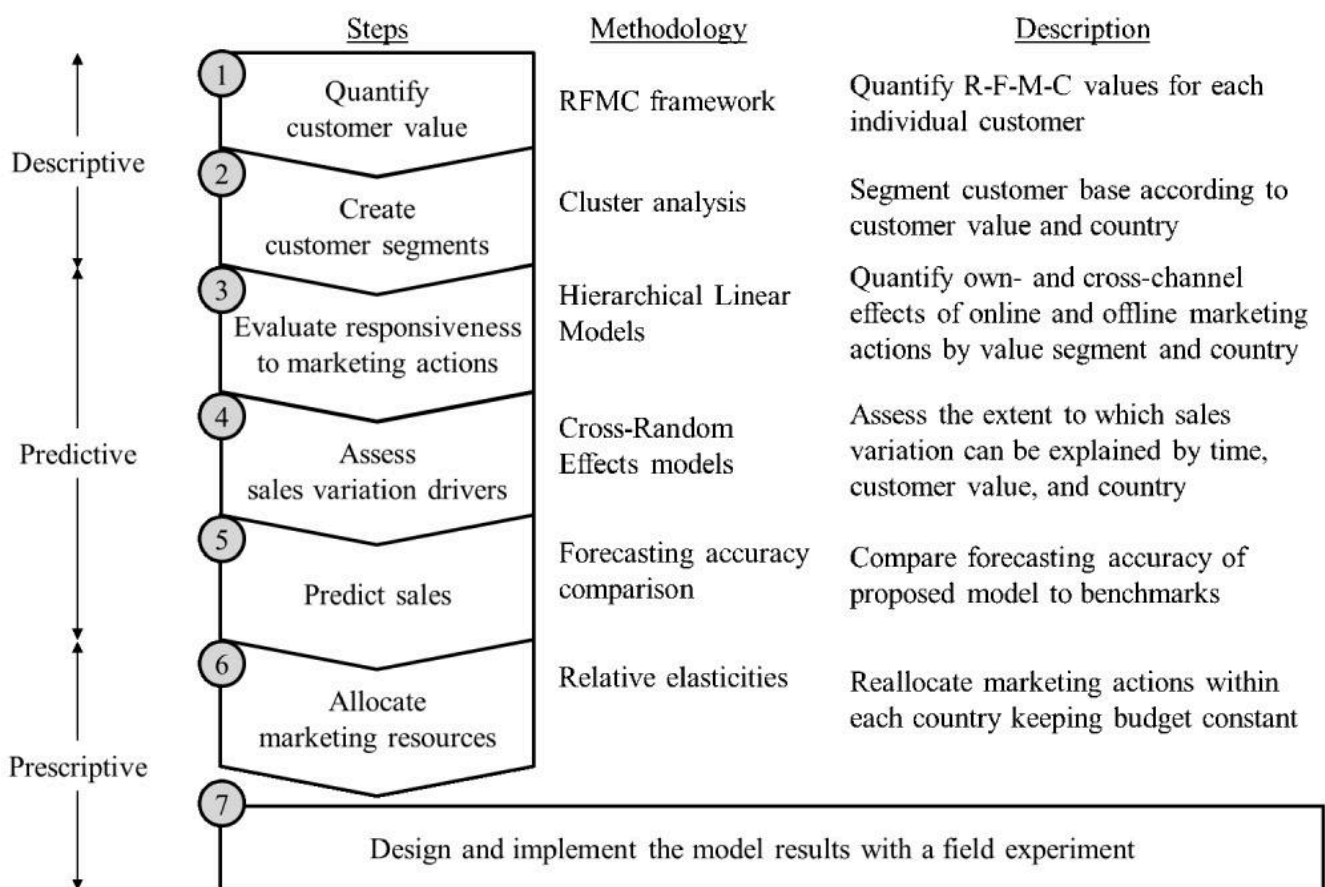 Steps
Methodology
Description
1
Quantify
customer value
RFMC framework
Quantify R-F-M-C values for each
individual customer
Descriptive
2
Create
customer segments
Cluster analysis
Segment customer base according to
customer value and country
3
Evaluate responsiveness
to marketing actions
Hierarchical Linear
Models
Quantify own- and cross-channel
effects of online and offline marketing
actions by value segment and country
Predictive
4
Assess
sales variation drivers
Cross-Random
Effects models
Assess the extent to which sales
variation can be explained by time,
customer value, and country
5
Predict sales
Forecasting accuracy
comparison
Compare forecasting accuracy of
proposed model to benchmarks
6
Allocate
marketing resources
Relative elasticities
Reallocate marketing actions within
each country keeping budget constant
Prescriptive
7
Design and implement the model results with a field experiment